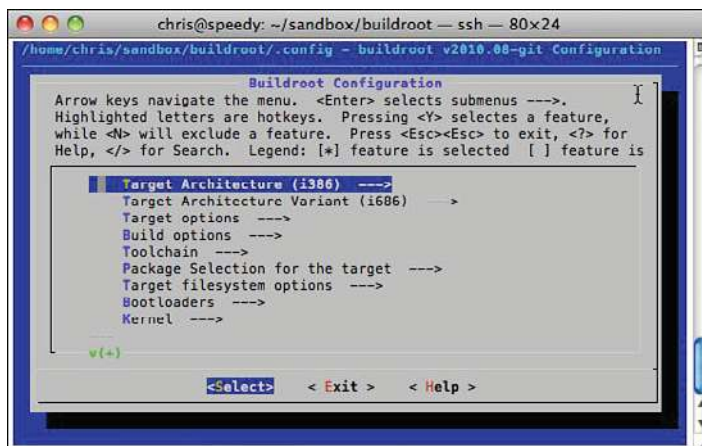 chris@speedy: ~/sandbox/buildroot — ssh — 80×24
/home/chris/sandbox/buildroot/.config - buildroot v2010.08-git Configuration
Buildroot Configuration
Arrow keys navigate the menu. <Enter> selects submenus --->.
Highlighted letters are hotkeys. Pressing <Y> selectes a feature,
while <N> will exclude a feature. Press <Esc><Esc> to exit, <?> for
Help, </> for Search. Legend: [*] feature is selected [ ] feature is
Target Architecture (i386) --->
Target Architecture Variant (i686) --->
Target options --->
Build options --->
Toolchain --->
Package Selection for the target --->
Target filesystem options --->
Bootloaders --->
Kernel --->
v(+)
<Select> < Exit > < Help >